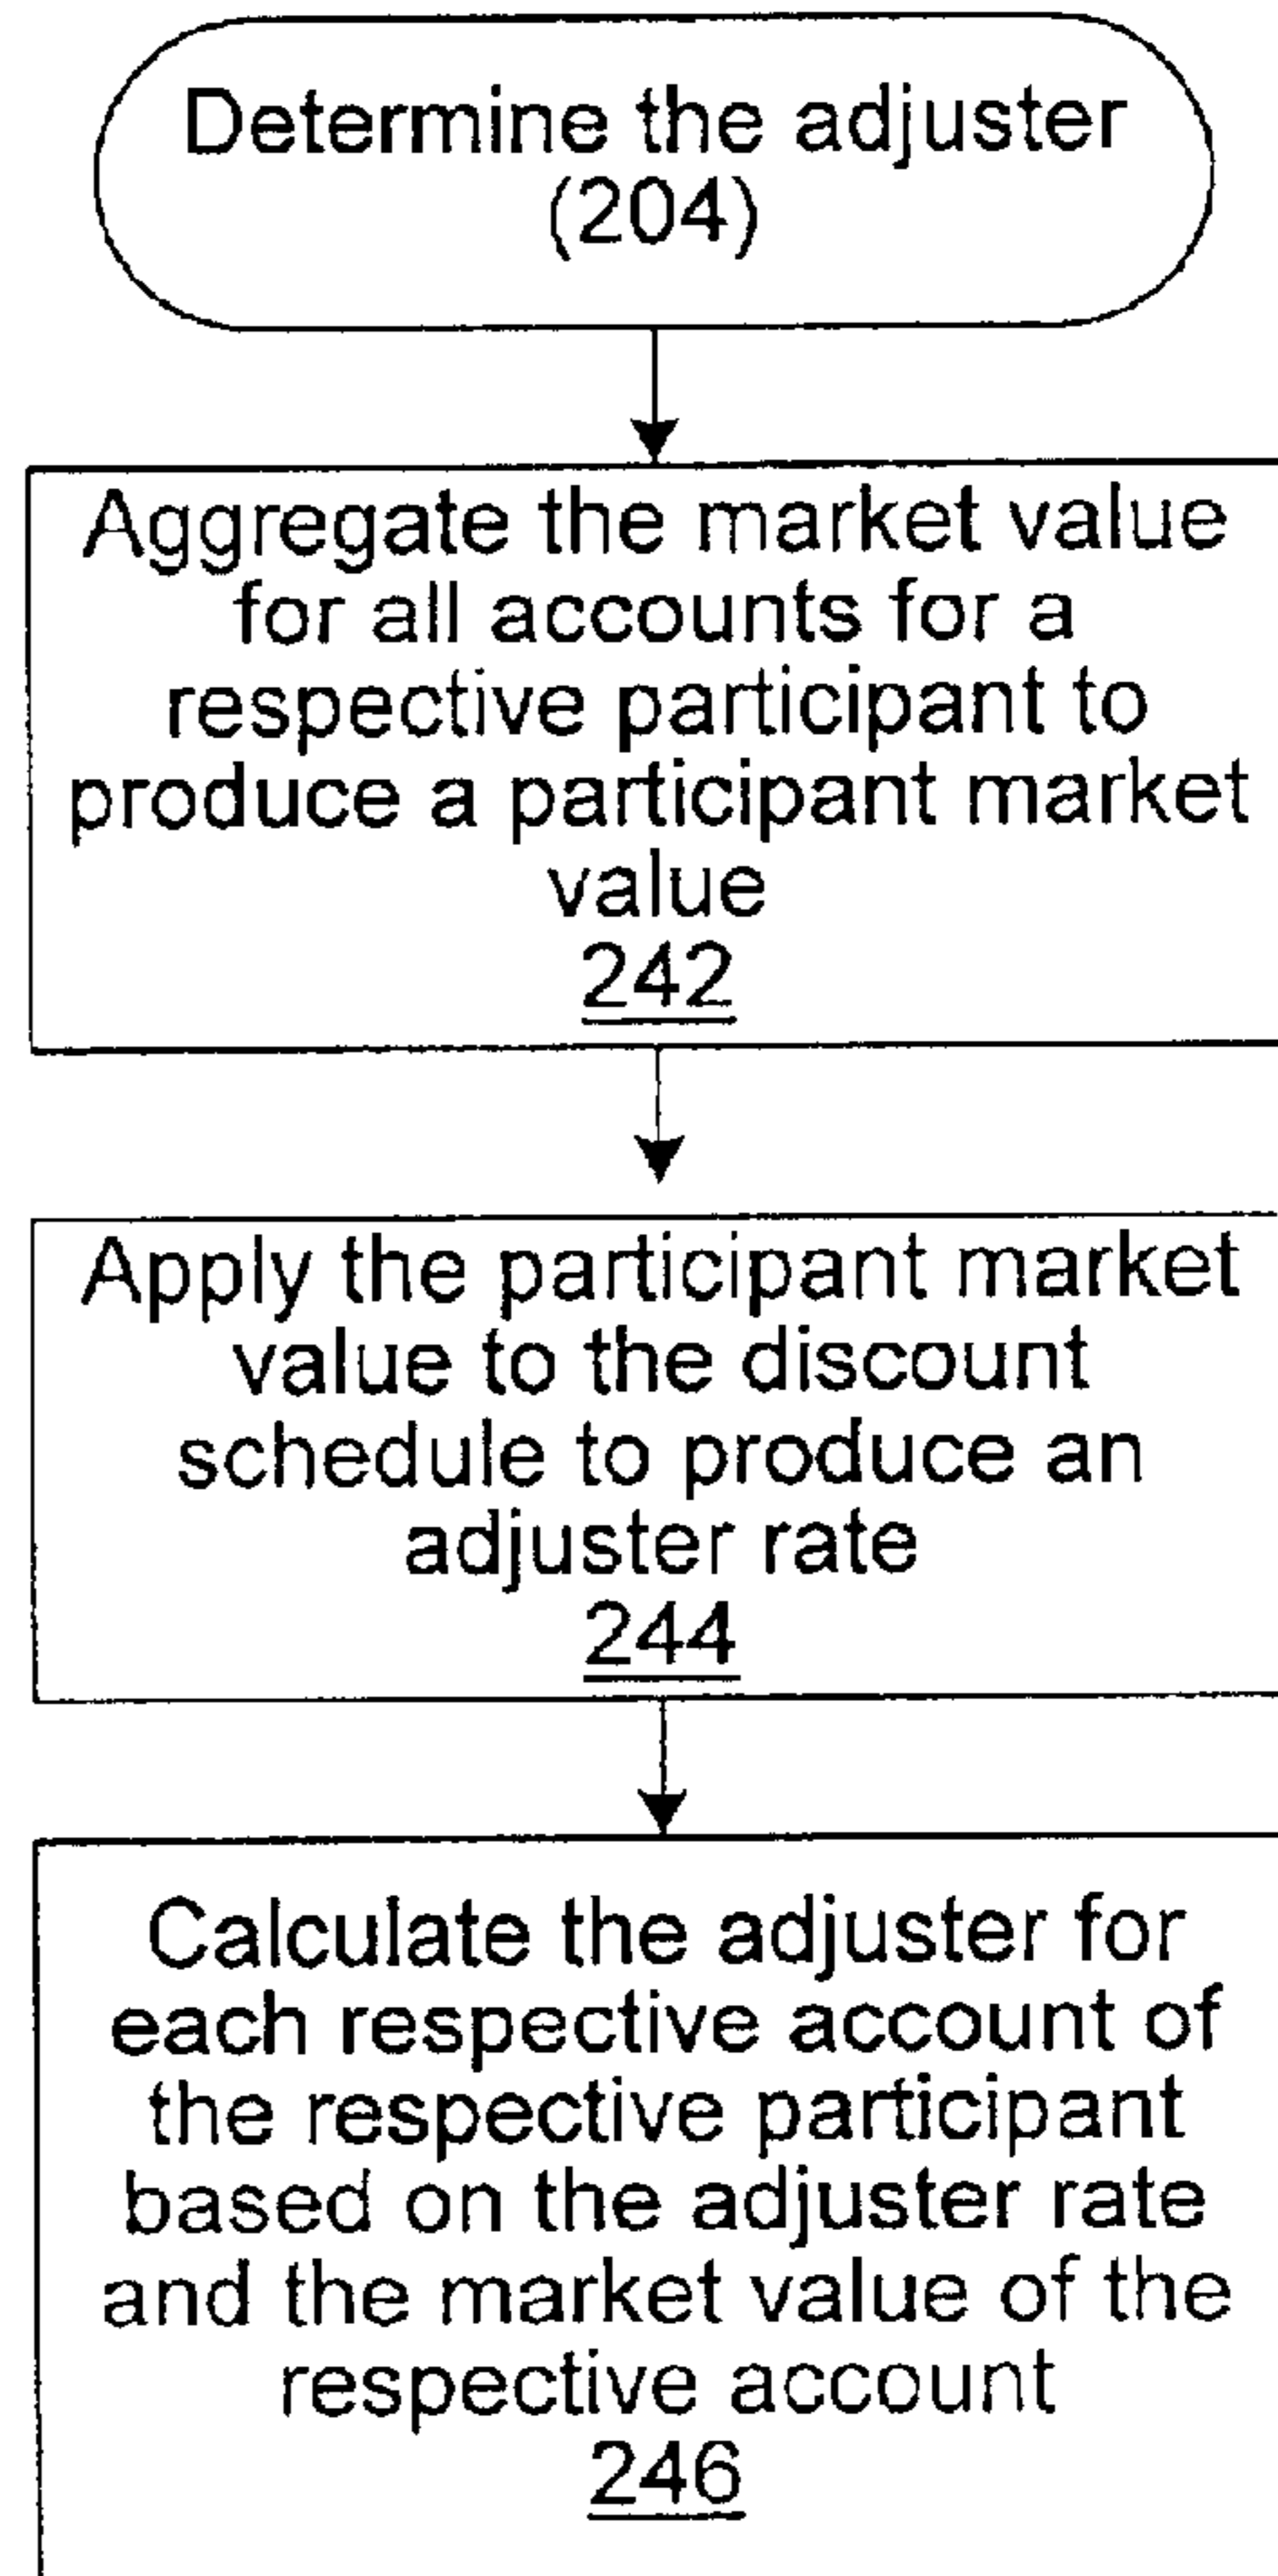 Determine the adjuster
(204)
Aggregate the market value
for all accounts for a
respective participant to
produce a participant market
value
242
Apply the participant market
value to the discount
schedule to produce an
adjuster rate
244
Calculate the adjuster for
each respective account of
the respective participant
based on the adjuster rate
and the market value of the
respective account
246